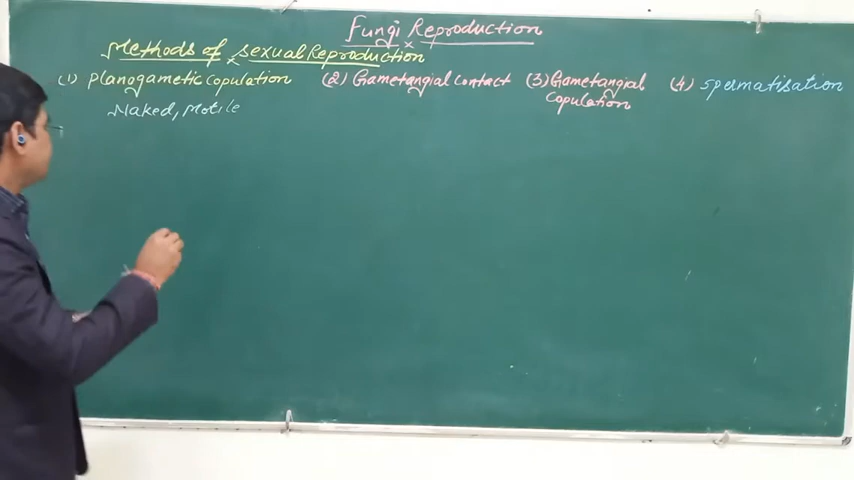 Fungi Reproduction
Methods of Sexual Reproduction
(1) Planogametic Copulation (2) Gametangial Contact (3) Gametangial Copulation (4) Spermatisation
Naked, Motile